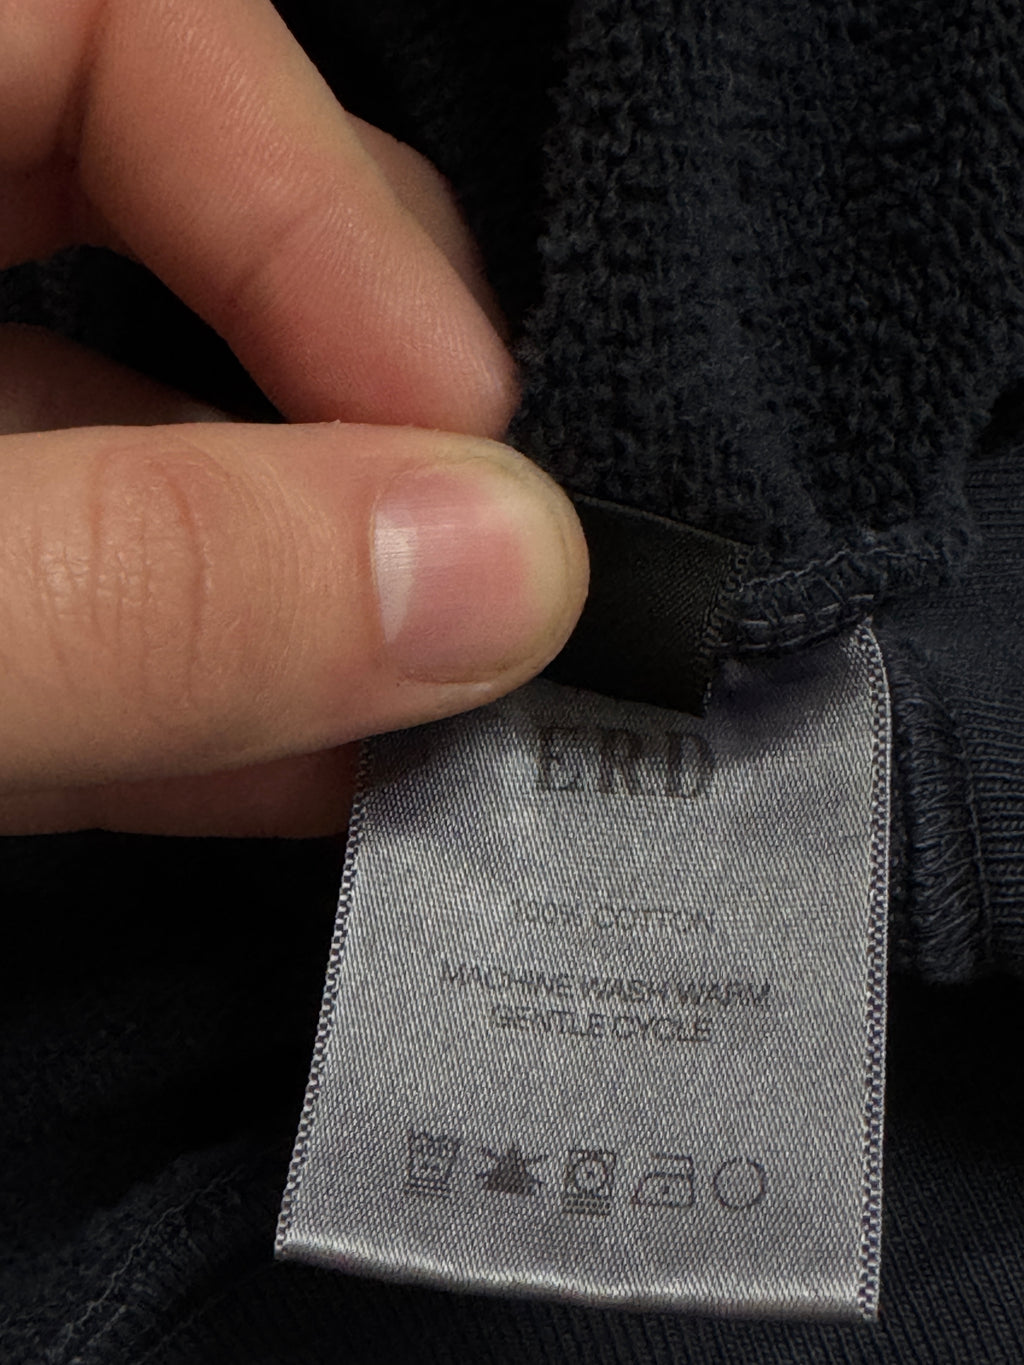 ERD
100% COTTON
MACHINE WASH WARM
GENTLE CYCLE